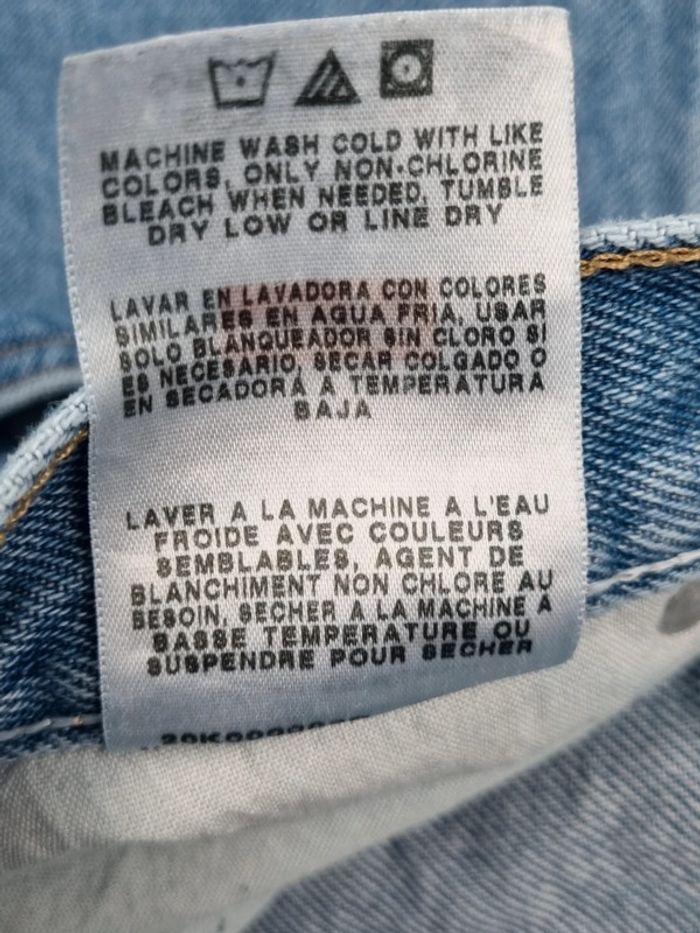 MACHINE WASH COLD WITH LIKE
COLORS, ONLY NON-CHLORINE
BLEACH WHEN NEEDED, TUMBLE
DRY LOW OR LINE DRY
LAVAR EN LAVADORA CON COLORES
SIMILARES EN AGUA FRIA, USAR
SOLO BLANQUEADOR SIN CLORO SI
ES NECESARIO, SECAR COLGADO O
EN SECADORA A TEMPERATURA
BAJA
LAVER A LA MACHINE A L'EAU
FROIDE AVEC COULEURS
SEMBLABLES, AGENT DE
BLANCHIMENT NON CHLORE AU
BESOIN, SECHER A LA MACHINE A
BASSE TEMPERATURE OU
SUSPENDRE POUR SECHER